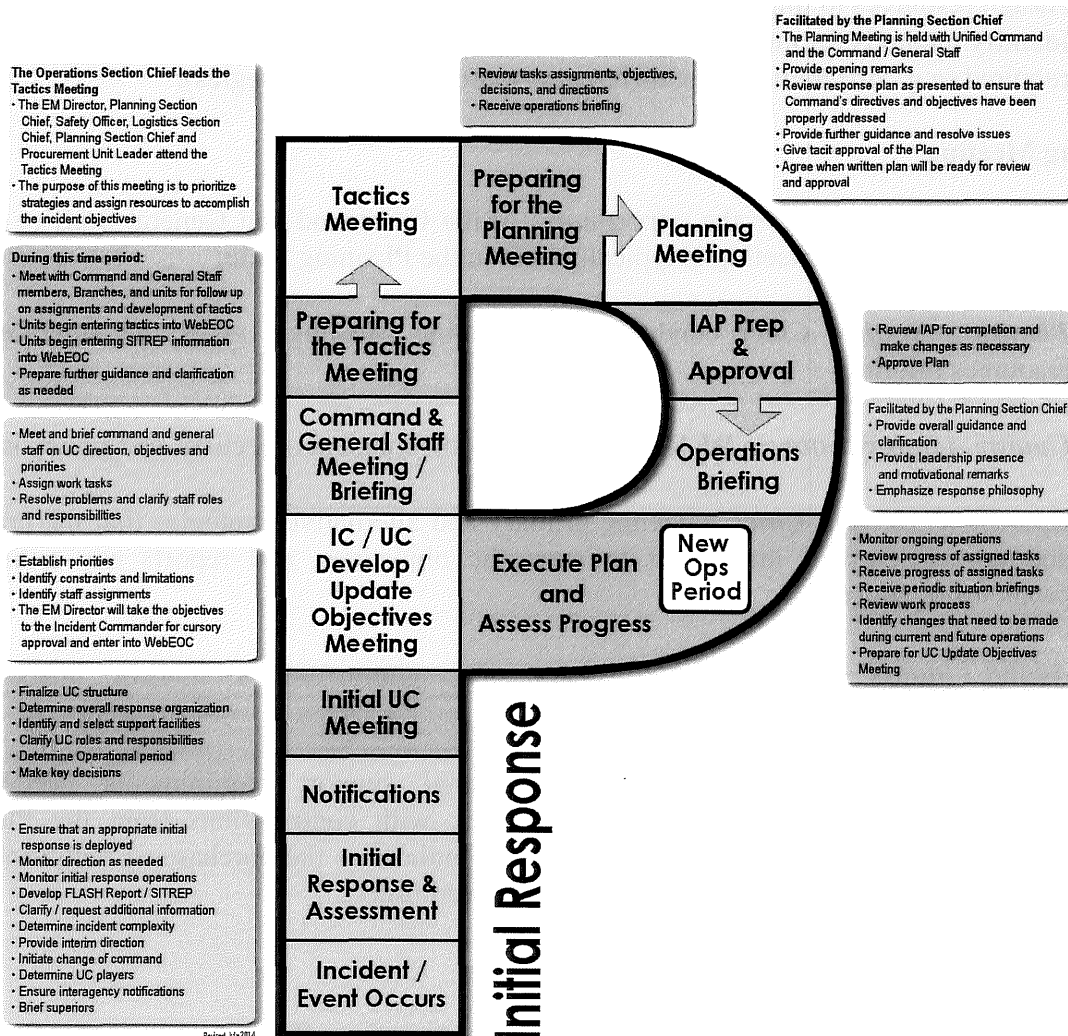 The Operations Section Chief leads the
Tactics Meeting
• The EM Director, Planning Section
Chief, Safety Officer, Logistics Section
Chief, Planning Section Chief and
Procurement Unit Leader attend the
Tactics Meeting
• The purpose of this meeting is to prioritize
strategies and assign resources to accomplish
the incident objectives
During this time period:
• Meet with Command and General Staff
members, Branches, and units for follow up
on assignments and development of tactics
• Units begin entering tactics into WebEOC
• Units begin entering SITREP information
into WebEOC
• Prepare further guidance and clarification
as needed
• Meet and brief command and general
staff on UC direction, objectives and
priorities
• Assign work tasks
• Resolve problems and clarify staff roles
and responsibilities
• Establish priorities
• Identify constraints and limitations
• Identify staff assignments
• The EM Director will take the objectives
to the Incident Commander for cursory
approval and enter into WebEOC
• Finalize UC structure
• Determine overall response organization
• Identify and select support facilities
• Clarify UC roles and responsibilities
• Determine Operational period
• Make key decisions
• Ensure that an appropriate initial
response is deployed
• Monitor direction as needed
• Monitor initial response operations
• Develop FLASH Report / SITREP
• Clarify / request additional information
• Determine incident complexity
• Provide interim direction
• Initiate change of command
• Determine UC players
• Ensure interagency notifications
• Brief superiors
Revised 2014
Tactics
Meeting
Preparing for
the Tactics
Meeting
Command &
General Staff
Meeting /
Briefing
IC / UC
Develop /
Update
Objectives
Meeting
Initial UC
Meeting
Notifications
Initial
Response &
Assessment
Incident /
Event Occurs
Initial Response
• Review tasks assignments, objectives,
decisions, and directions
• Receive operations briefing
Preparing
for the
Planning
Meeting
Planning
Meeting
IAP Prep
&
Approval
Operations
Briefing
Execute Plan
and
Assess Progress
New
Ops
Period
Facilitated by the Planning Section Chief
• The Planning Meeting is held with Unified Command
and the Command / General Staff
• Provide opening remarks
• Review response plan as presented to ensure that
Command's directives and objectives have been
properly addressed
• Provide further guidance and resolve issues
• Give tacit approval of the Plan
• Agree when written plan will be ready for review
and approval
• Review IAP for completion and
make changes as necessary
• Approve Plan
Facilitated by the Planning Section Chief
• Provide overall guidance and
clarification
• Provide leadership presence
and motivational remarks
• Emphasize response philosophy
• Monitor ongoing operations
• Review progress of assigned tasks
• Receive progress of assigned tasks
• Receive periodic situation briefings
• Review work process
• Identify changes that need to be made
during current and future operations
• Prepare for UC Update Objectives
Meeting